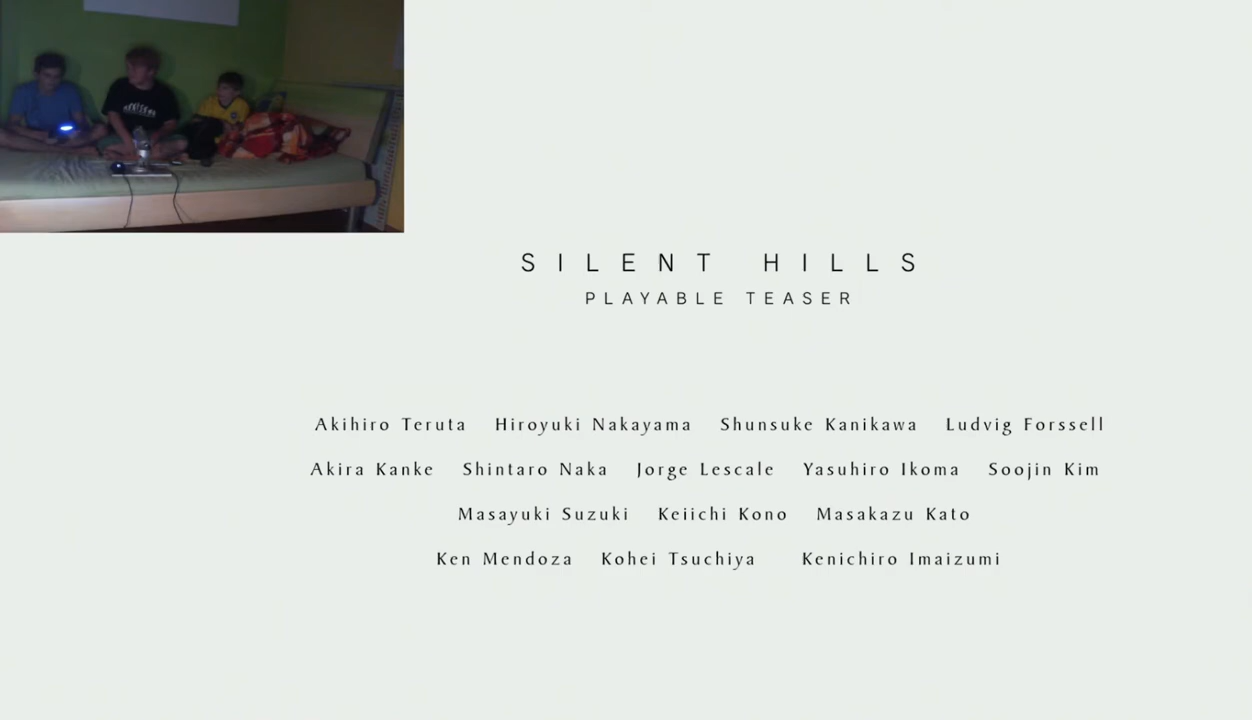 SILENT HILLS
PLAYABLE TEASER
Akihiro Teruta Hiroyuki Nakayama Shunsuke Kanikawa Ludvig Forssell
Akira Kanke Shintaro Naka Jorge Lescale Yasuhiro Ikoma Soojin Kim
Masayuki Suzuki Keiichi Kono Masakazu Kato
Ken Mendoza Kohei Tsuchiya Kenichiro Imaizumi